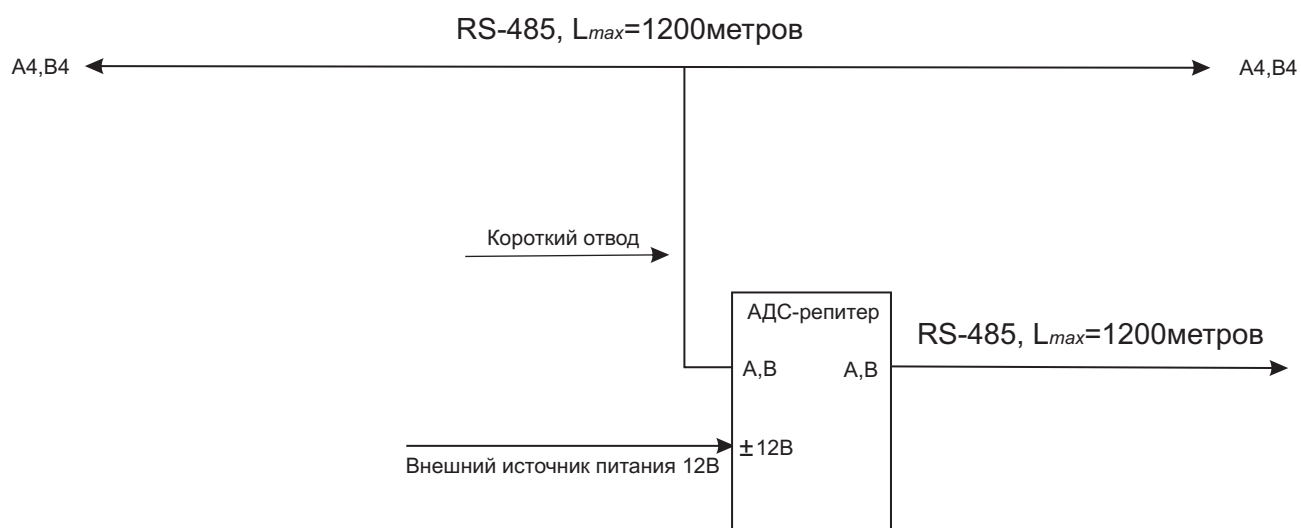 RS-485, Lmax=1200метров
A4,B4
A4,B4
Короткий отвод
АДС-репитер
RS-485, Lmax=1200метров
A,B
A,B
±12В
Внешний источник питания 12В